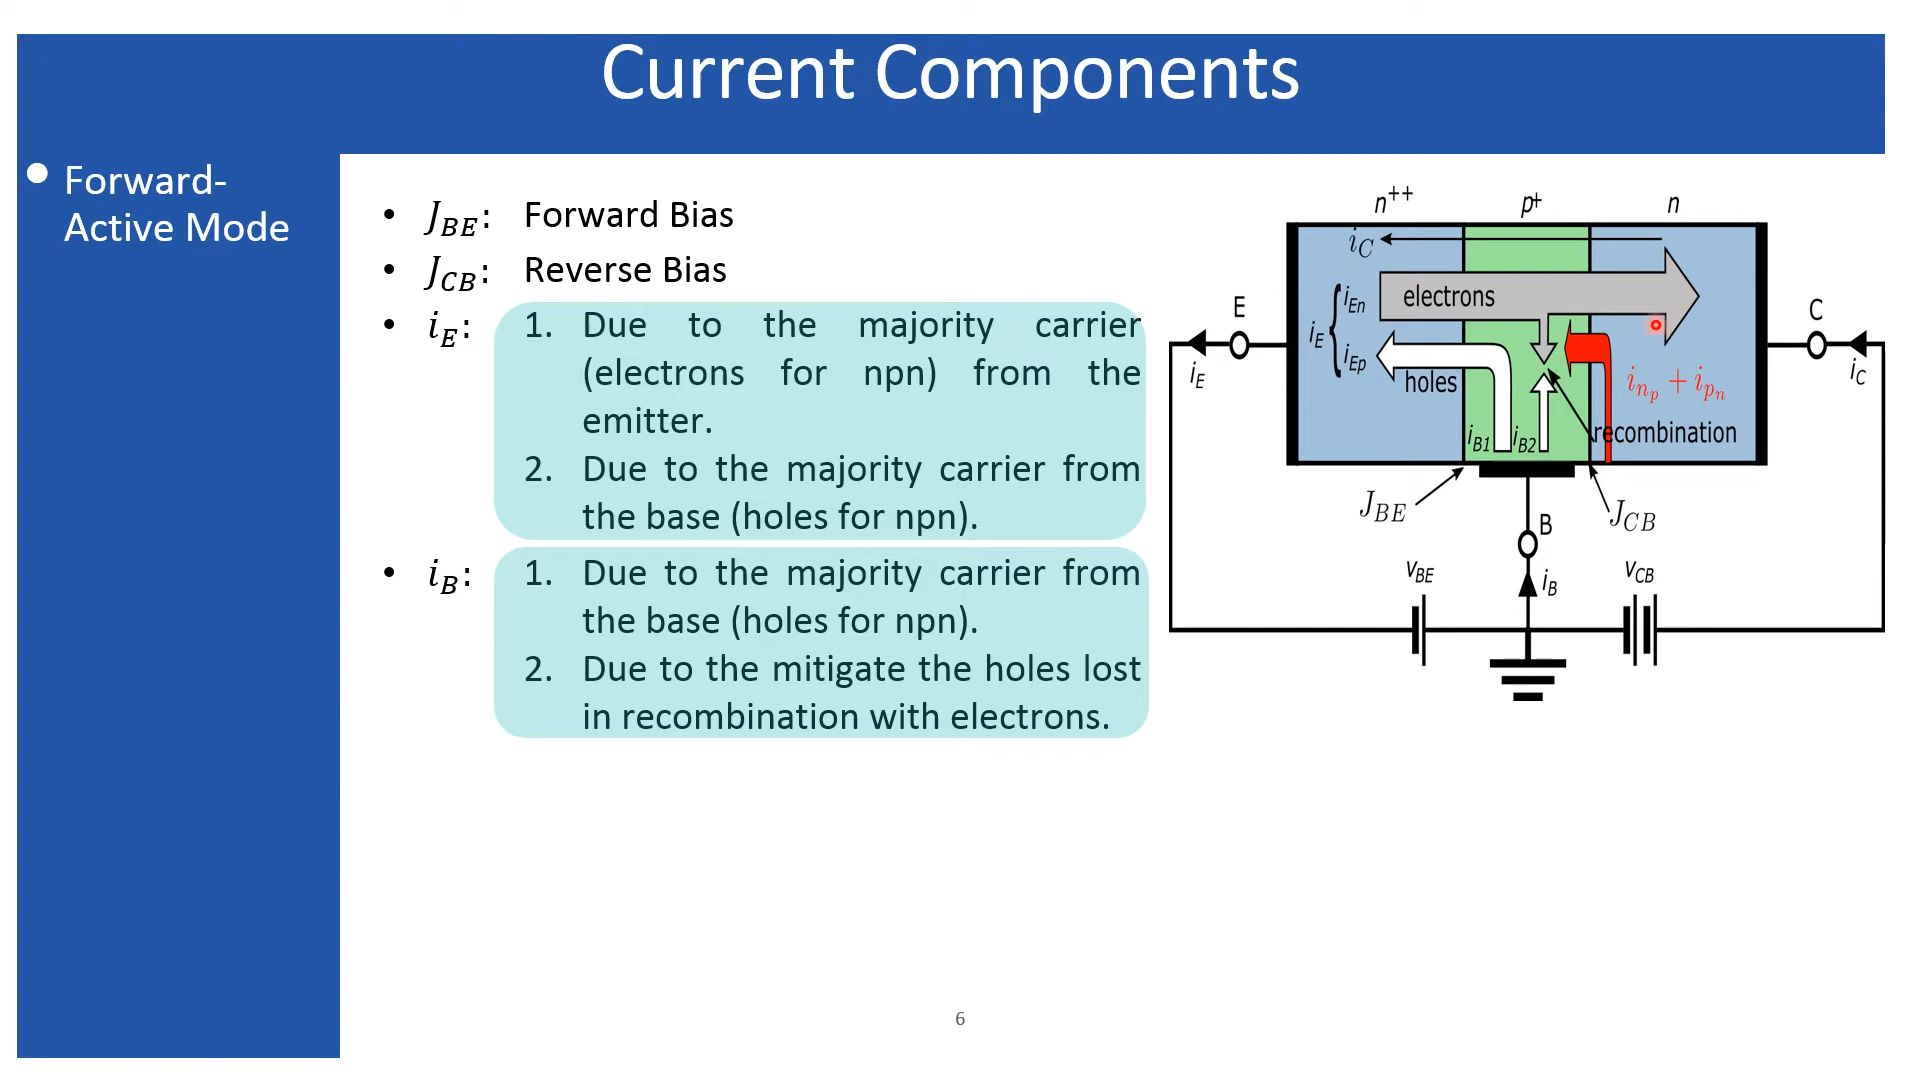 Current Components
• Forward-
Active Mode
• J_BE: Forward Bias
• J_CB: Reverse Bias
• i_E: 1. Due to the majority carrier
(electrons for npn) from the
emitter.
2. Due to the majority carrier from
the base (holes for npn).
• i_B: 1. Due to the majority carrier from
the base (holes for npn).
2. Due to the mitigate the holes lost
in recombination with electrons.
n++ p+ n
i_C
electrons
i_En
i_E
i_Ep
holes
i_np + i_pn
recombination
i_B1 i_B2
E
i_E
C
i_C
J_BE
J_CB
B
i_B
v_BE
v_CB
6